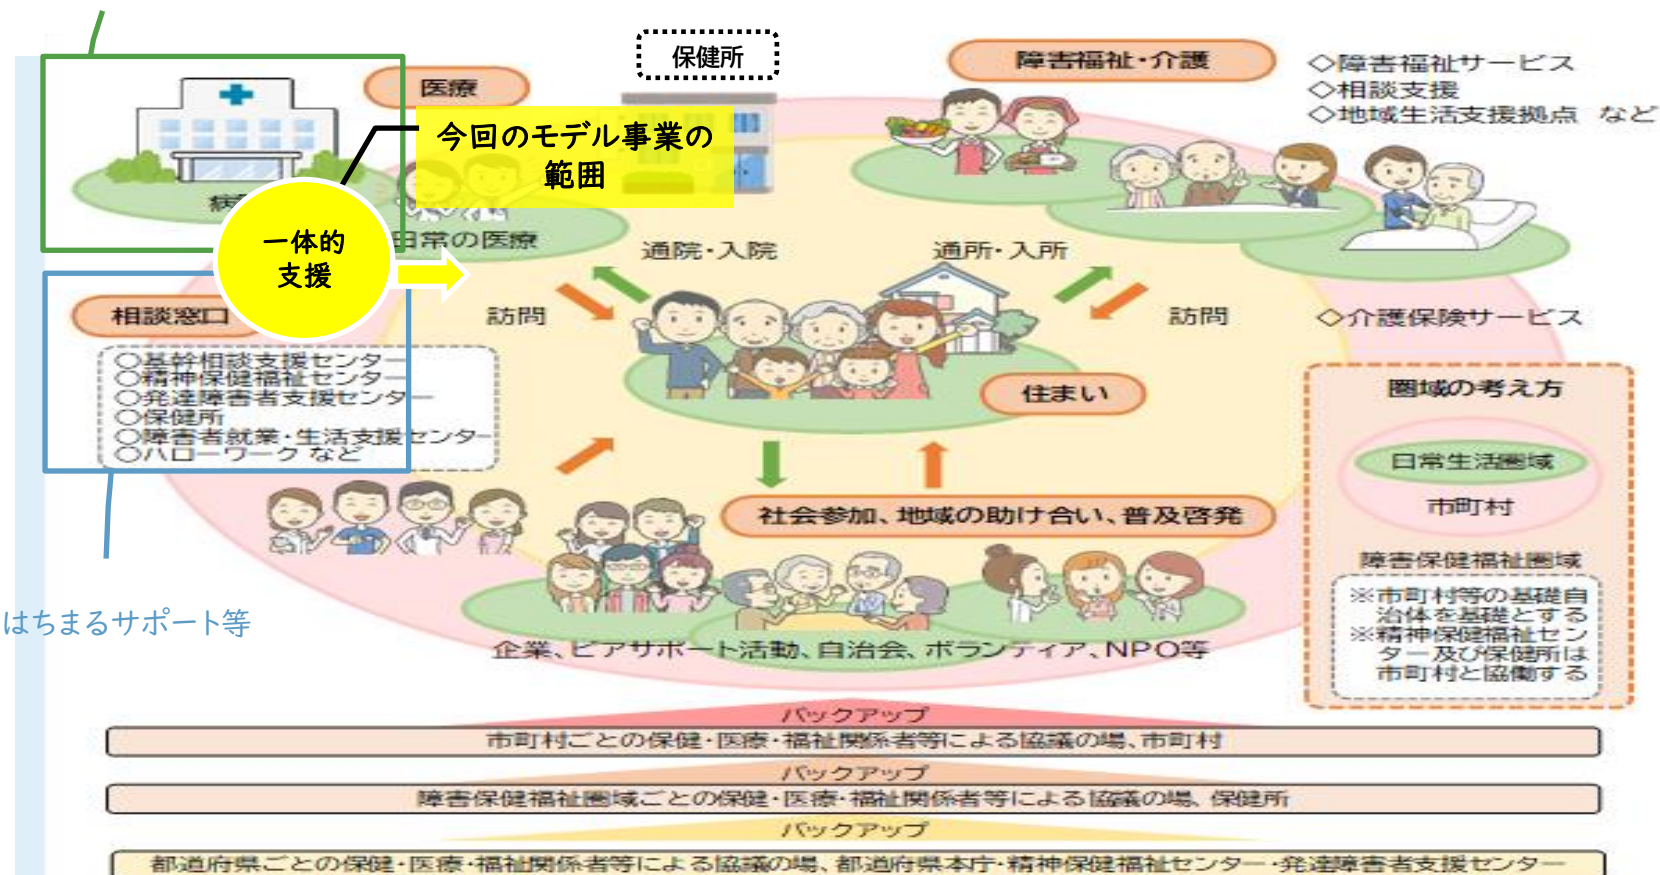 保健所
医療
障害福祉・介護
◇障害福祉サービス
◇相談支援
◇地域生活支援拠点 など
今回のモデル事業の
範囲
病
一体的
支援
日常の医療
通院・入院
通所・入所
相談窓口
訪問
訪問
◇介護保険サービス
○基幹相談支援センター
○精神保健福祉センター
○発達障害者支援センター
○保健所
○障害者就業・生活支援センター
○ハローワーク など
住まい
圏域の考え方
日常生活圏域
市町村
障害保健福祉圏域
※市町村等の基礎自
治体を基礎とする
※精神保健福祉セン
ター及び保健所は
市町村と協働する
社会参加、地域の助け合い、普及啓発
はちまるサポート等
企業、ピアサポート活動、自治会、ボランティア、NPO等
バックアップ
市町村ごとの保健・医療・福祉関係者等による協議の場、市町村
バックアップ
障害保健福祉圏域ごとの保健・医療・福祉関係者等による協議の場、保健所
バックアップ
都道府県ごとの保健・医療・福祉関係者等による協議の場、都道府県本庁・精神保健福祉センター・発達障害者支援センター